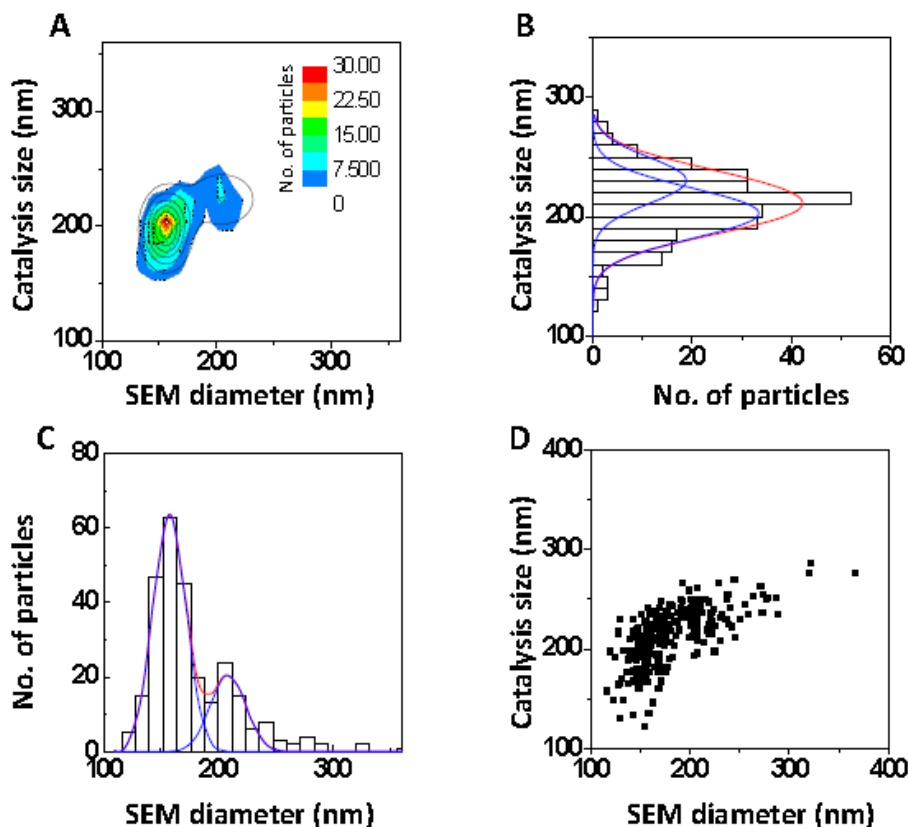 A
Catalysis size (nm)
300
200
100
100 200 300
SEM diameter (nm)
No. of particles
30.00
22.50
15.00
7.500
0
B
Catalysis size (nm)
300
200
100
0 20 40 60
No. of particles
C
No. of particles
80
60
40
20
0
100 200 300
SEM diameter (nm)
D
Catalysis size (nm)
400
300
200
100
100 200 300 400
SEM diameter (nm)